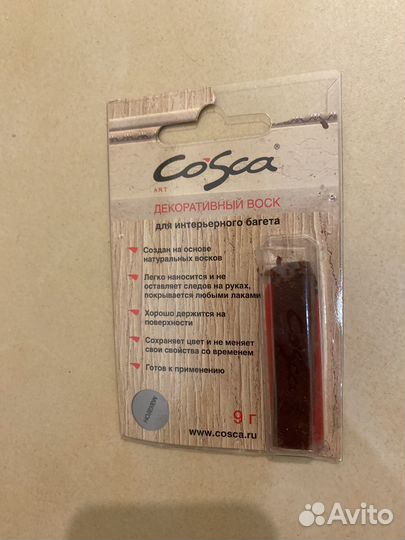 COSCA®
ART
ДЕКОРАТИВНЫЙ ВОСК
для интерьерного багета
Создан на основе
натуральных восков
Легко наносится и не
оставляет следов на руках,
покрывается любыми лаками
Хорошо держится на
поверхности
Сохраняет цвет и не меняет
свои свойства со временем
Готов к применению
cosca
9 г
www.cosca.ru
Avito